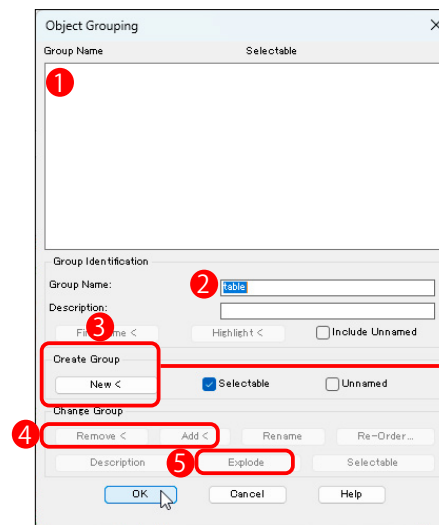 Object Grouping
Group Name Selectable
1
Group Identification
Group Name: 2 table
Description:
3
Highlight < Include Unnamed
Create Group
New < Selectable Unnamed
Change Group
4 Remove < Add < Rename Re-Order...
Description 5 Explode Selectable
OK Cancel Help